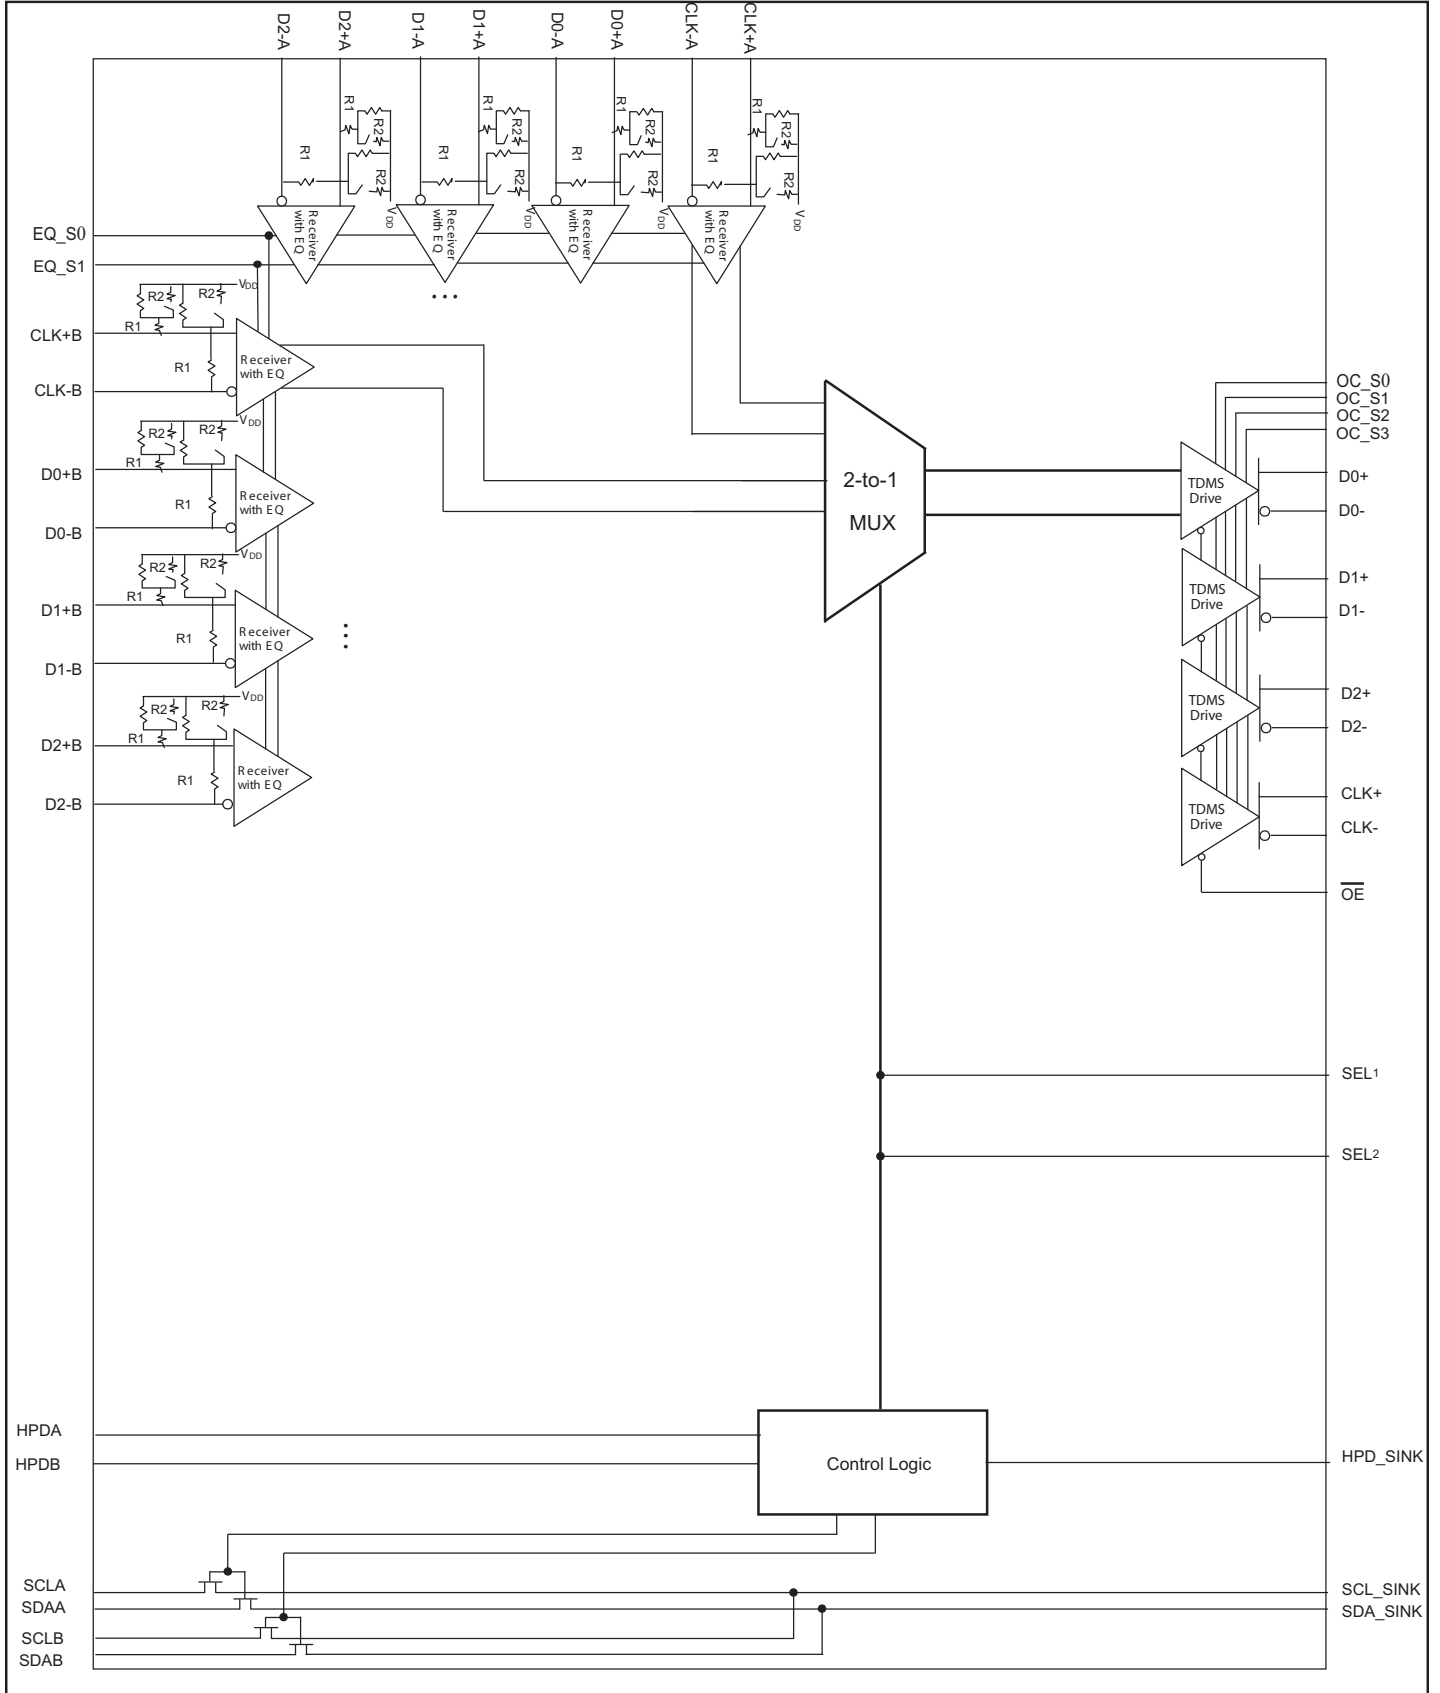 D2-A
D2+A
D1-A
D1+A
D0-A
D0+A
CLK-A
CLK+A
R1
R2
R1
R2
VDD
R1
R2
R1
R2
VDD
R1
R2
R1
R2
VDD
R1
R2
R1
R2
VDD
Receiver
with EQ
Receiver
with EQ
Receiver
with EQ
Receiver
with EQ
EQ_S0
EQ_S1
...
R2
R2
VDD
R1
CLK+B
R1
Receiver
with EQ
CLK-B
R2
R2
VDD
R1
D0+B
R1
Receiver
with EQ
D0-B
R2
R2
VDD
R1
D1+B
R1
Receiver
with EQ
D1-B
...
R2
R2
VDD
R1
D2+B
R1
Receiver
with EQ
D2-B
2-to-1
MUX
OC_S0
OC_S1
OC_S2
OC_S3
TDMS
Drive
D0+
D0-
TDMS
Drive
D1+
D1-
TDMS
Drive
D2+
D2-
TDMS
Drive
CLK+
CLK-
OE
SEL1
SEL2
HPDA
HPDB
Control Logic
HPD_SINK
SCLA
SDAA
SCLB
SDAB
SCL_SINK
SDA_SINK